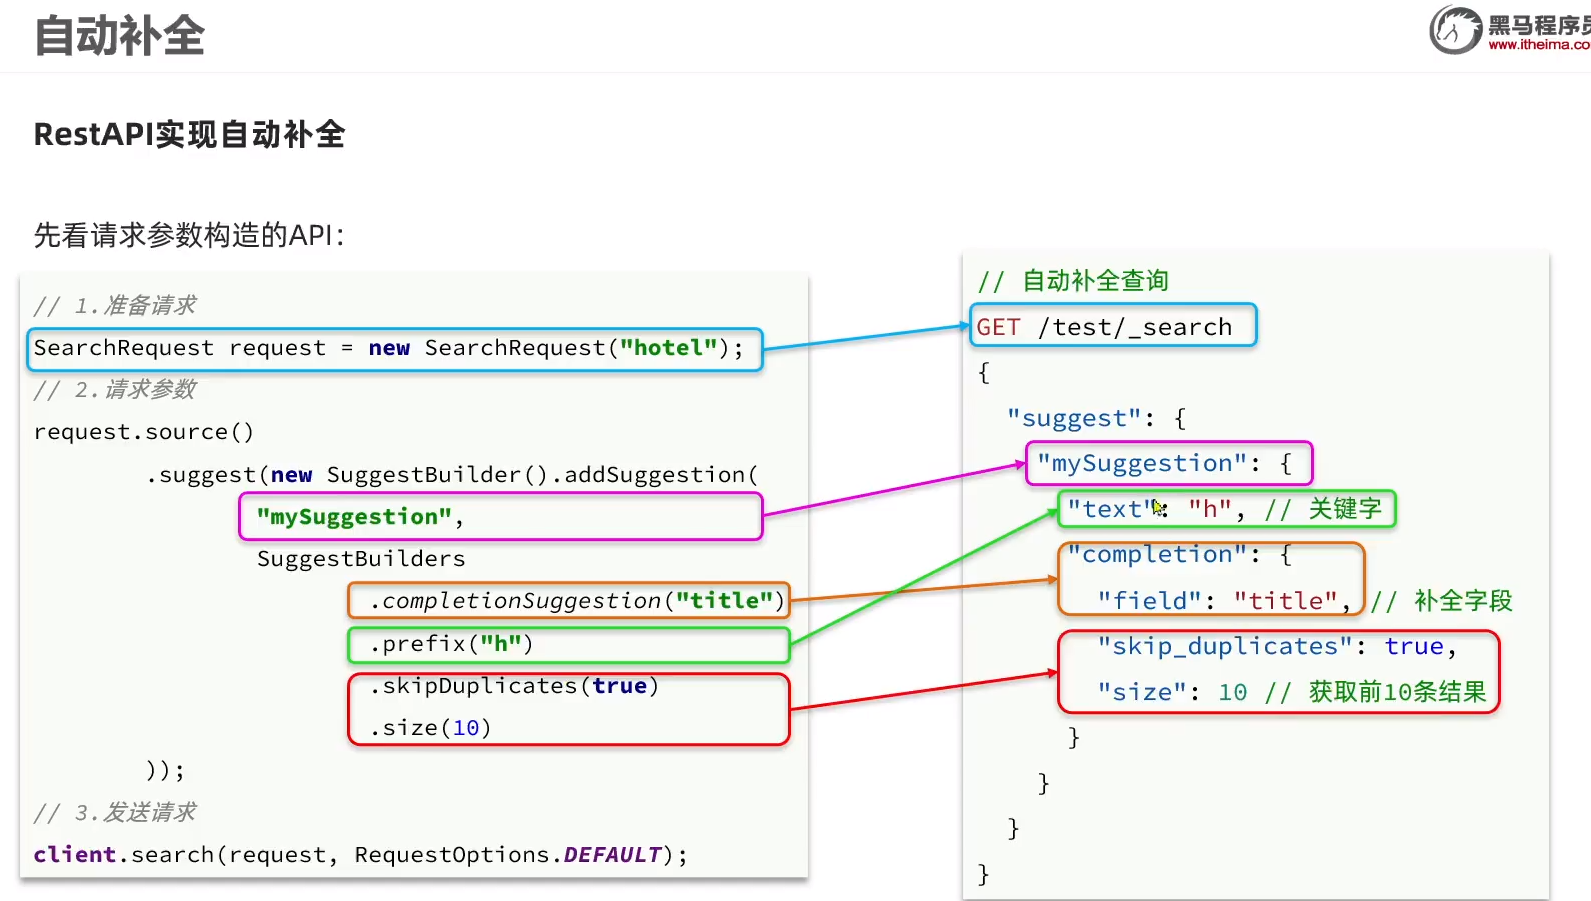 自动补全
黑马程序员
www.itheima.co
RestAPI实现自动补全
先看请求参数构造的API：
// 1.准备请求
SearchRequest request = new SearchRequest("hotel");
// 2.请求参数
request.source()
.suggest(new SuggestBuilder().addSuggestion(
"mySuggestion",
SuggestBuilders
.completionSuggestion("title")
.prefix("h")
.skipDuplicates(true)
.size(10)
));
// 3.发送请求
client.search(request, RequestOptions.DEFAULT);
// 自动补全查询
GET /test/_search
{
"suggest": {
"mySuggestion": {
"text": "h", // 关键字
"completion": {
"field": "title", // 补全字段
"skip_duplicates": true,
"size": 10 // 获取前10条结果
}
}
}
}